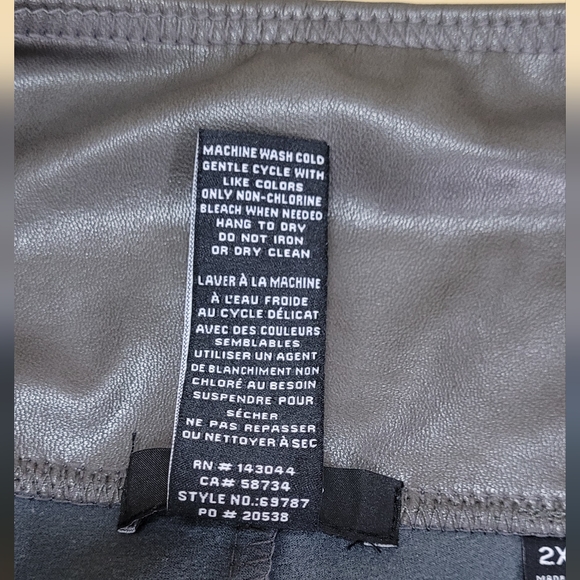 MACHINE WASH COLD
GENTLE CYCLE WITH
LIKE COLORS
ONLY NON-CHLORINE
BLEACH WHEN NEEDED
HANG TO DRY
DO NOT IRON
OR DRY CLEAN
LAVER À LA MACHINE
À L'EAU FROIDE
AU CYCLE DÉLICAT
AVEC DES COULEURS
SEMBLABLES
UTILISER UN AGENT
DE BLANCHIMENT NON
CHLORÉ AU BESOIN
SUSPENDRE POUR
SÉCHER
NE PAS REPASSER
OU NETTOYER À SEC
RN # 143044
CA# 58734
STYLE NO.:69787
PO # 20538
2X